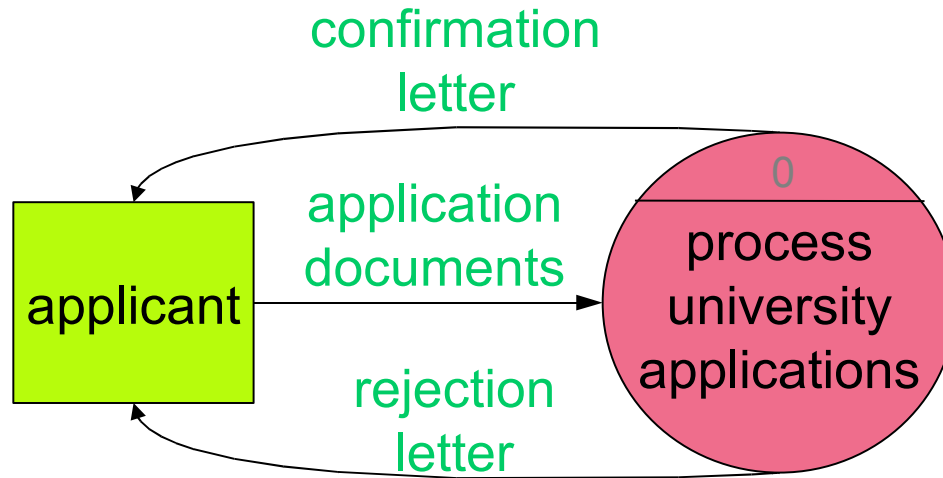 confirmation
letter
0
application
documents
process
university
applications
applicant
rejection
letter